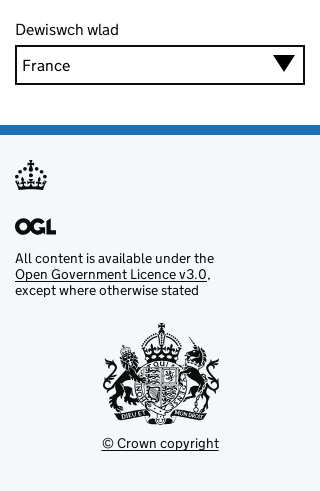 Dewiswch wlad
France
OGL
All content is available under the
Open Government Licence v3.0,
except where otherwise stated
DIEU ET MON DROIT
© Crown copyright